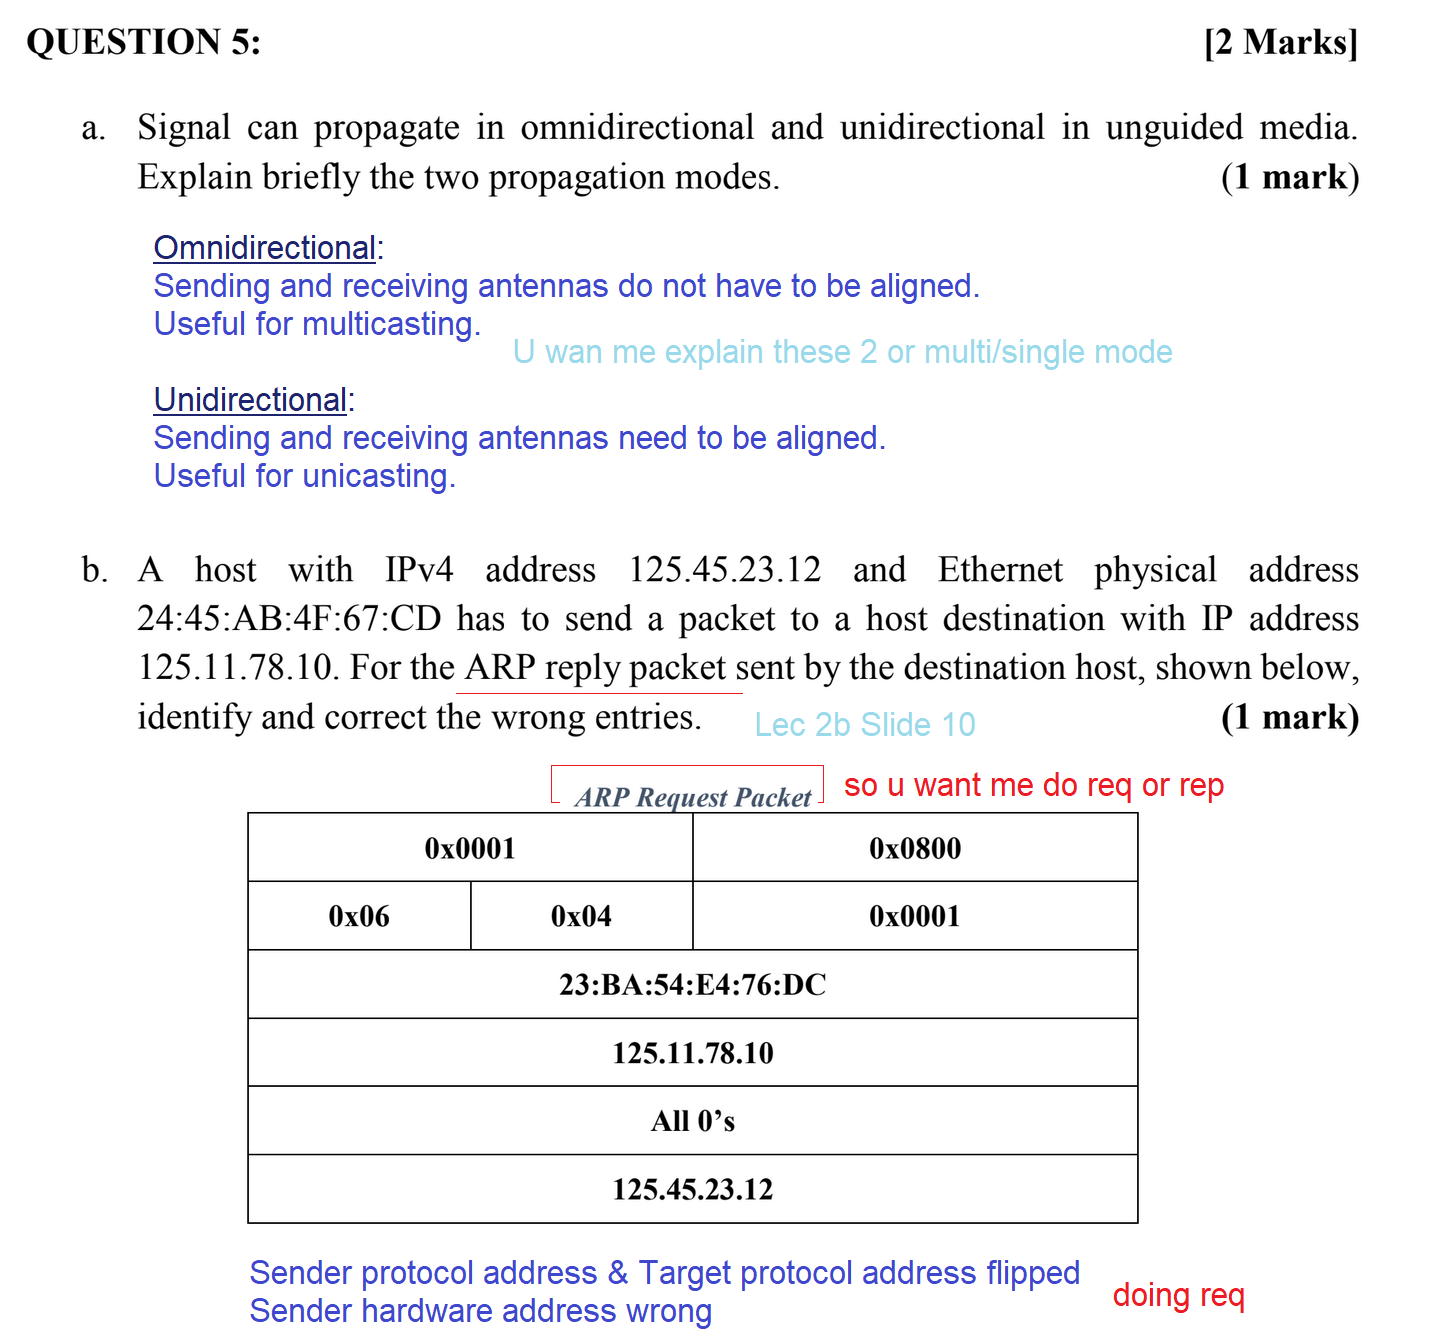 QUESTION 5: [2 Marks]
a. Signal can propagate in omnidirectional and unidirectional in unguided media.
Explain briefly the two propagation modes. (1 mark)
Omnidirectional:
Sending and receiving antennas do not have to be aligned.
Useful for multicasting.
U wan me explain these 2 or multi/single mode
Unidirectional:
Sending and receiving antennas need to be aligned.
Useful for unicasting.
b. A host with IPv4 address 125.45.23.12 and Ethernet physical address
24:45:AB:4F:67:CD has to send a packet to a host destination with IP address
125.11.78.10. For the ARP reply packet sent by the destination host, shown below,
identify and correct the wrong entries. Lec 2b Slide 10 (1 mark)
ARP Request Packet so u want me do req or rep
0x0001 0x0800
0x06 0x04 0x0001
23:BA:54:E4:76:DC
125.11.78.10
All 0's
125.45.23.12
Sender protocol address & Target protocol address flipped
Sender hardware address wrong
doing req